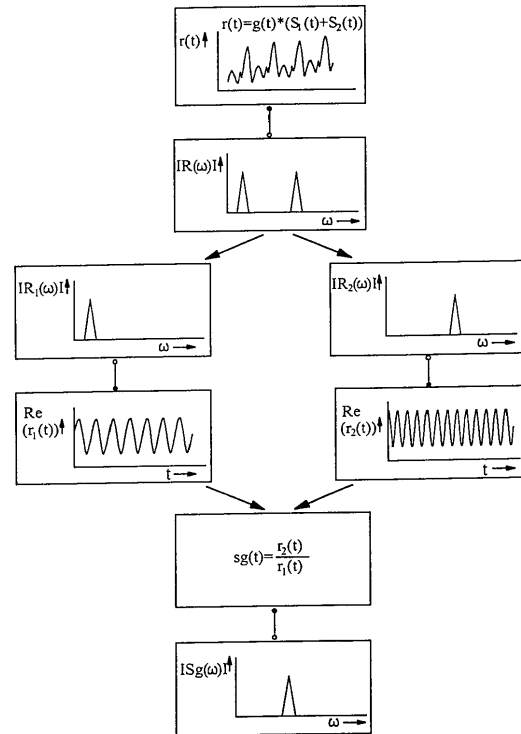 r(t)=g(t)*(S₁(t)+S₂(t))
r(t)
IR(ω)I
ω
IR₁(ω)I
ω
IR₂(ω)I
ω
Re
(r₁(t))
t
Re
(r₂(t))
t
sg(t)=r₂(t)/r₁(t)
ISg(ω)I
ω